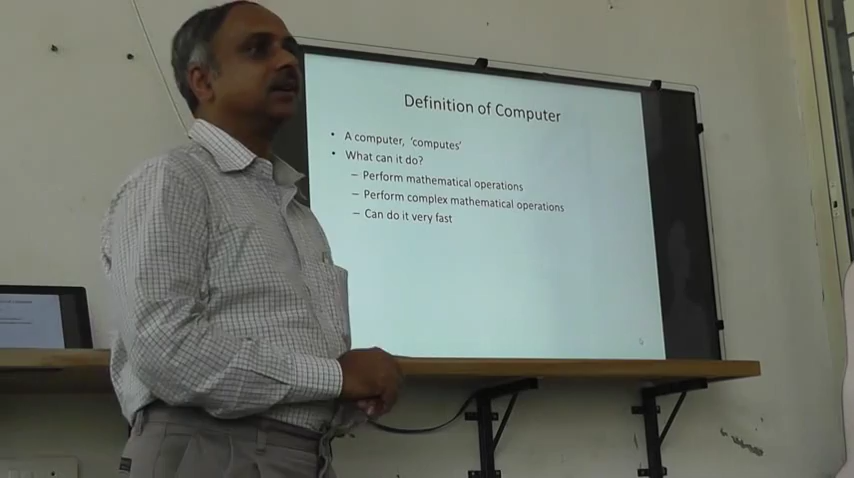 Definition of Computer
• A computer, 'computes'
• What can it do?
– Perform mathematical operations
– Perform complex mathematical operations
– Can do it very fast